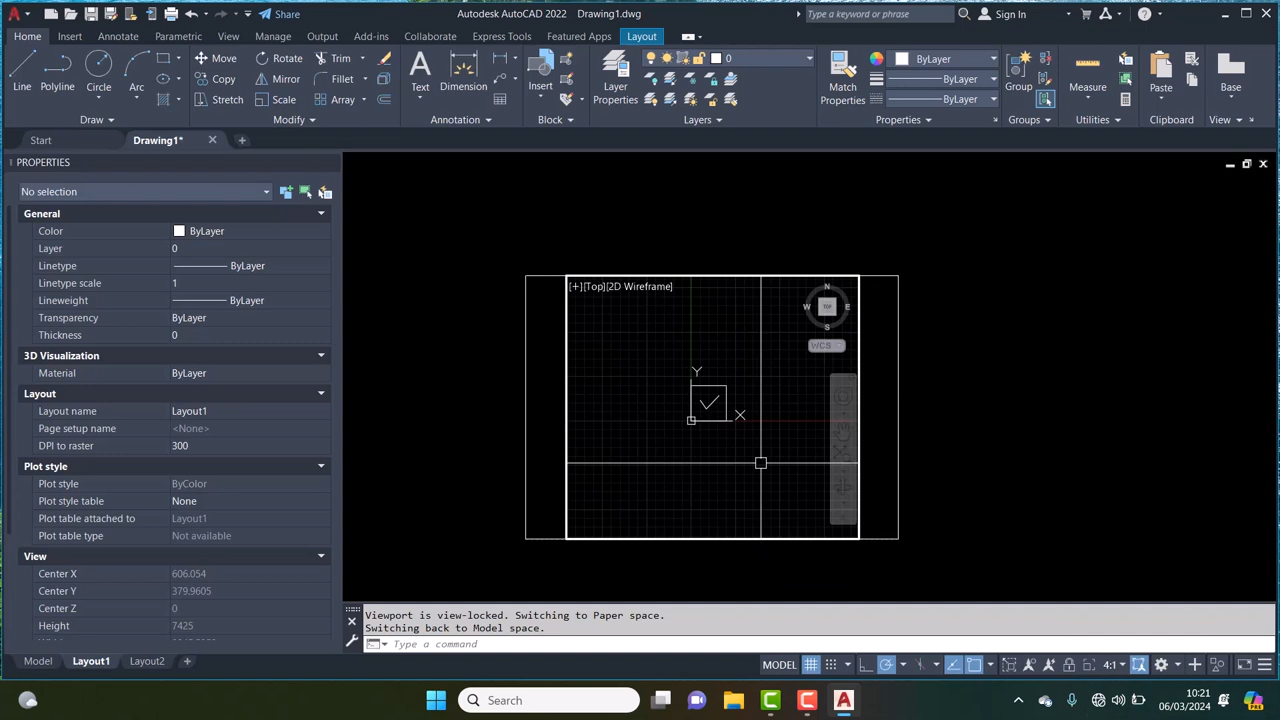 Share
Autodesk AutoCAD 2022 Drawing1.dwg
Type a keyword or phrase
Sign In
Home Insert Annotate Parametric View Manage Output Add-ins Collaborate Express Tools Featured Apps Layout
Line Polyline Circle Arc
Move Rotate Trim
Copy Mirror Fillet
Stretch Scale Array
Text Dimension
Insert
Layer Properties
0
Match Properties
ByLayer
ByLayer
ByLayer
Group
Measure
Paste
Base
Draw Modify Annotation Block Layers Properties Groups Utilities Clipboard View
Start Drawing1*
PROPERTIES
No selection
General
Color ByLayer
Layer 0
Linetype ByLayer
Linetype scale 1
Lineweight ByLayer
Transparency ByLayer
Thickness 0
3D Visualization
Material ByLayer
Layout
Layout name Layout1
Page setup name <None>
DPI to raster 300
Plot style
Plot style ByColor
Plot style table None
Plot table attached to Layout1
Plot table type Not available
View
Center X 606.054
Center Y 379.9605
Center Z 0
Height 7425
[+][Top][2D Wireframe]
N
W TOP E
S
WCS
Y
X
Viewport is view-locked. Switching to Paper space.
Switching back to Model space.
Type a command
Model Layout1 Layout2
MODEL
4:1
Search
10:21
06/03/2024